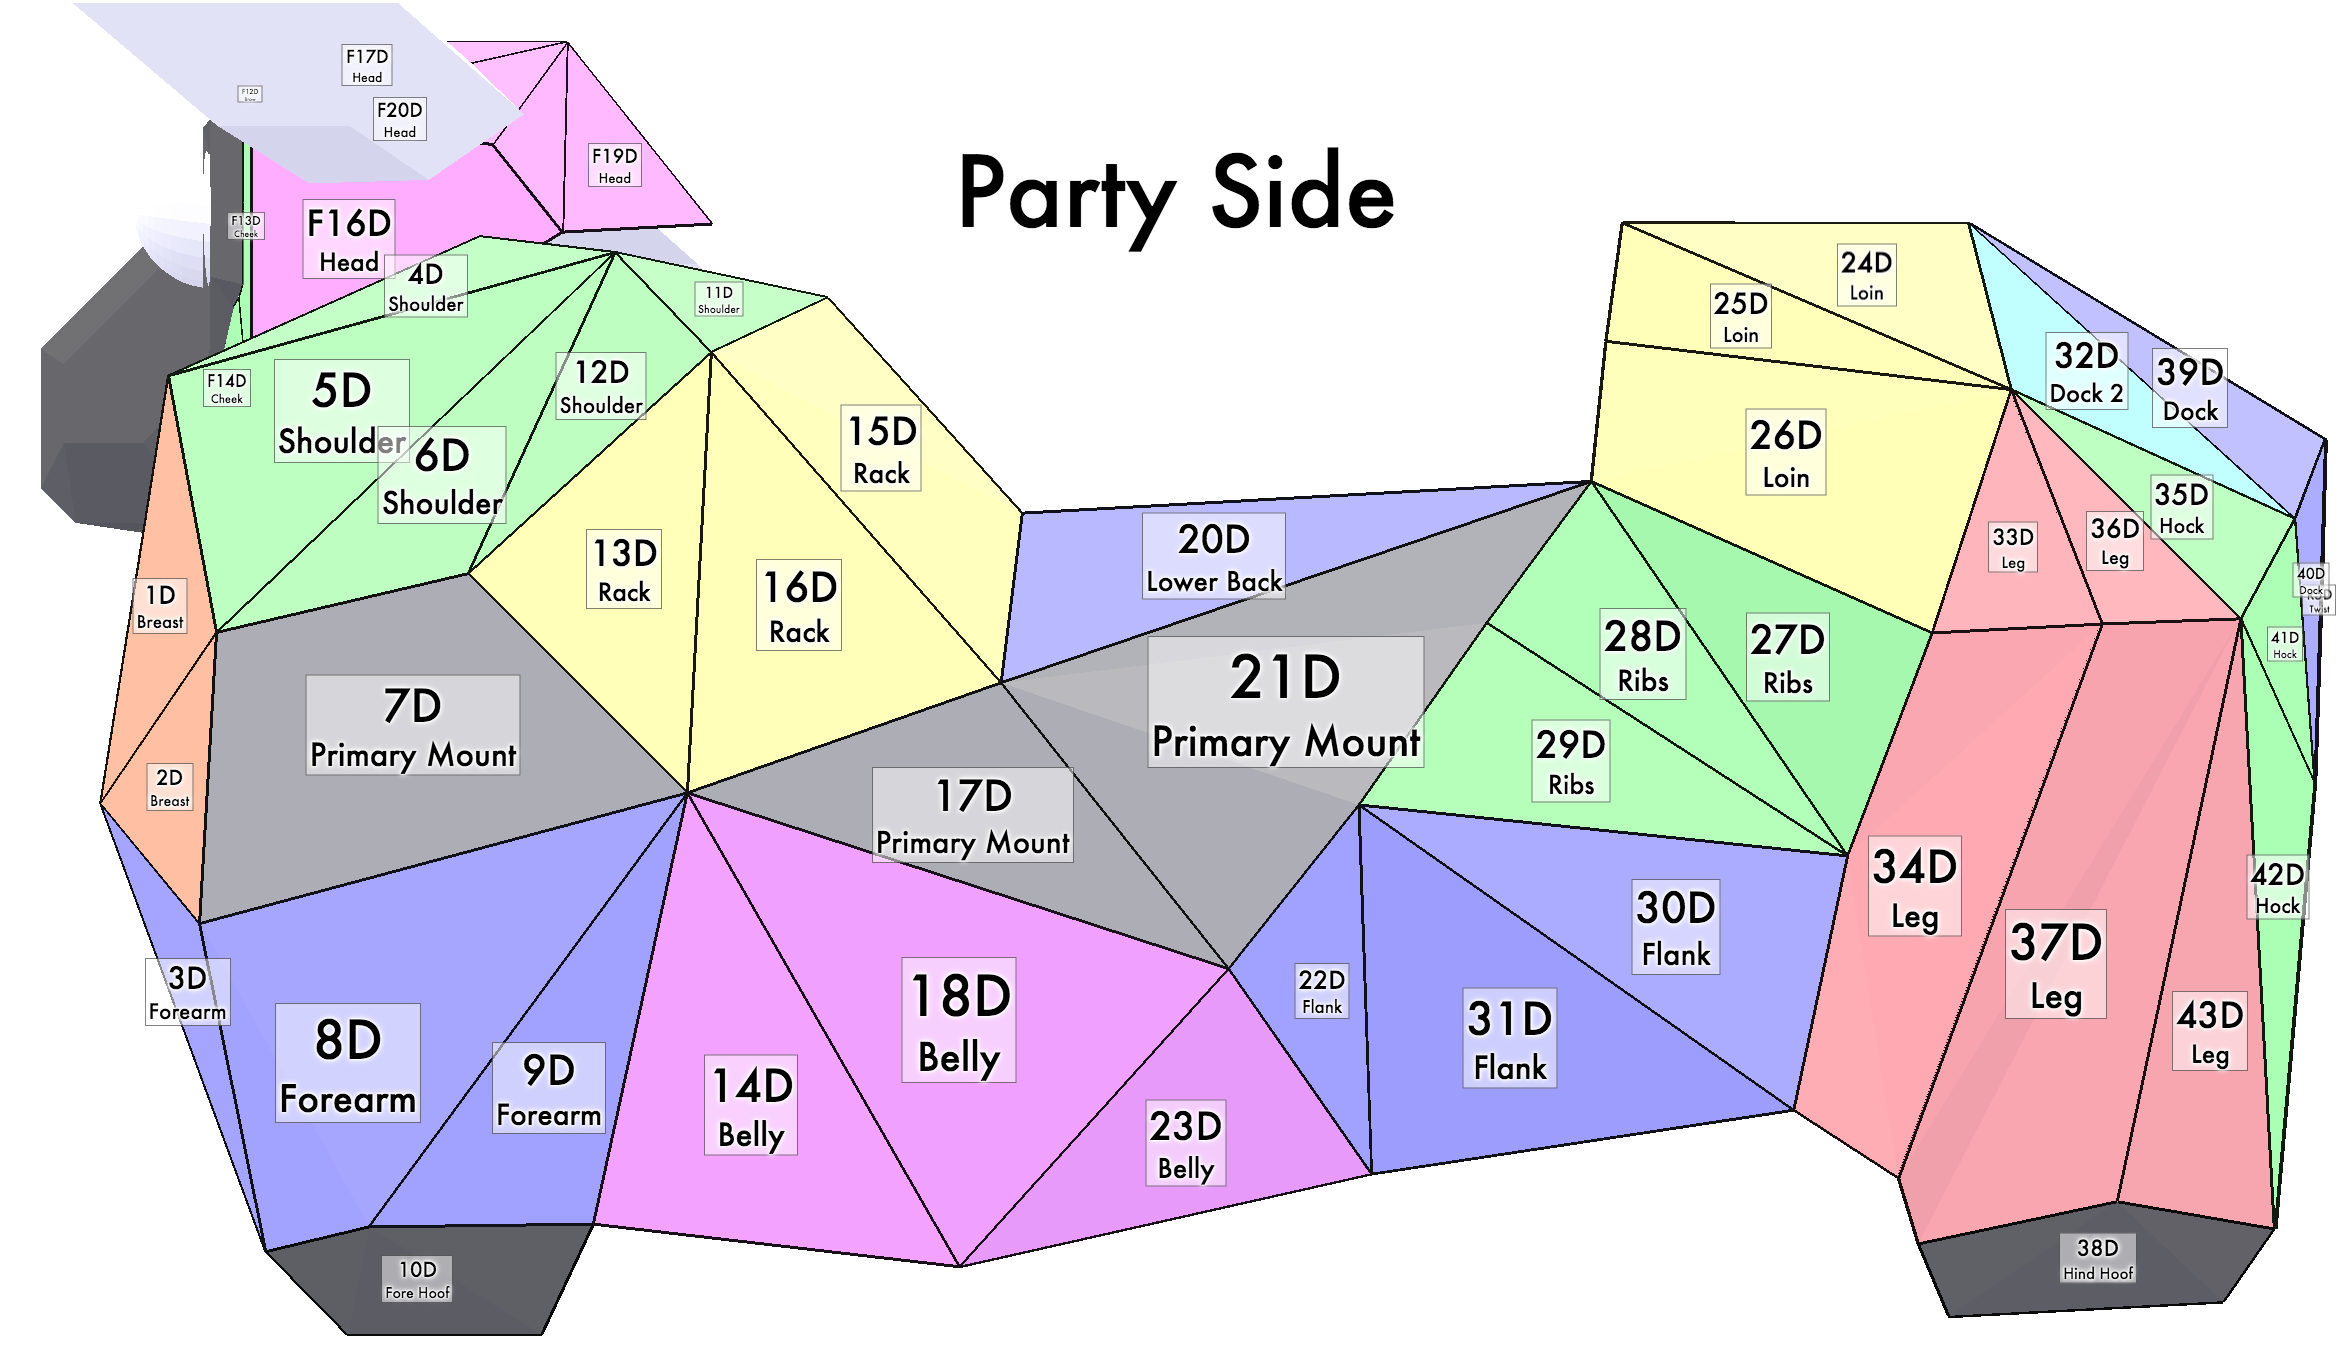 F17D
Head
F12D
F20D
Head
Party Side
F19D
Head
F16D
Head
F13D
Cheek
4D
Shoulder
11D
Shoulder
24D
Loin
25D
Loin
32D
Dock 2
39D
Dock
F14D
Cheek
5D
Shoulder
12D
Shoulder
6D
Shoulder
15D
Rack
26D
Loin
35D
Hock
13D
Rack
16D
Rack
20D
Lower Back
33D
Leg
36D
Leg
40D
Dock
Twist
1D
Breast
28D
Ribs
27D
Ribs
41D
Hock
7D
Primary Mount
21D
Primary Mount
29D
Ribs
2D
Breast
17D
Primary Mount
34D
Leg
42D
Hock
3D
Forearm
8D
Forearm
9D
Forearm
18D
Belly
22D
Flank
31D
Flank
30D
Flank
37D
Leg
43D
Leg
14D
Belly
23D
Belly
10D
Fore Hoof
38D
Hind Hoof